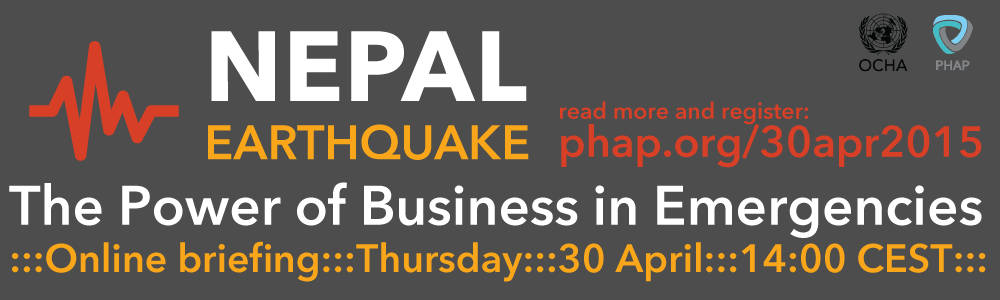 NEPAL
EARTHQUAKE
OCHA
PHAP
read more and register:
phap.org/30apr2015
The Power of Business in Emergencies
:::Online briefing:::Thursday:::30 April:::14:00 CEST:::